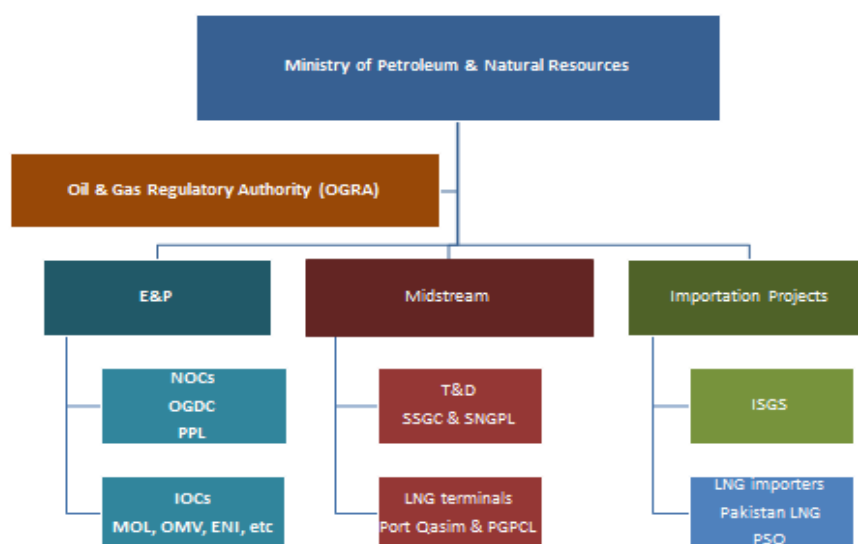 Ministry of Petroleum & Natural Resources
Oil & Gas Regulatory Authority (OGRA)
E&P
Midstream
Importation Projects
NOCs
OGDC
PPL
T&D
SSGC & SNGPL
ISGS
IOCs
MOL, OMV, ENI, etc
LNG terminals
Port Qasim & PGPCL
LNG importers
Pakistan LNG
PSO